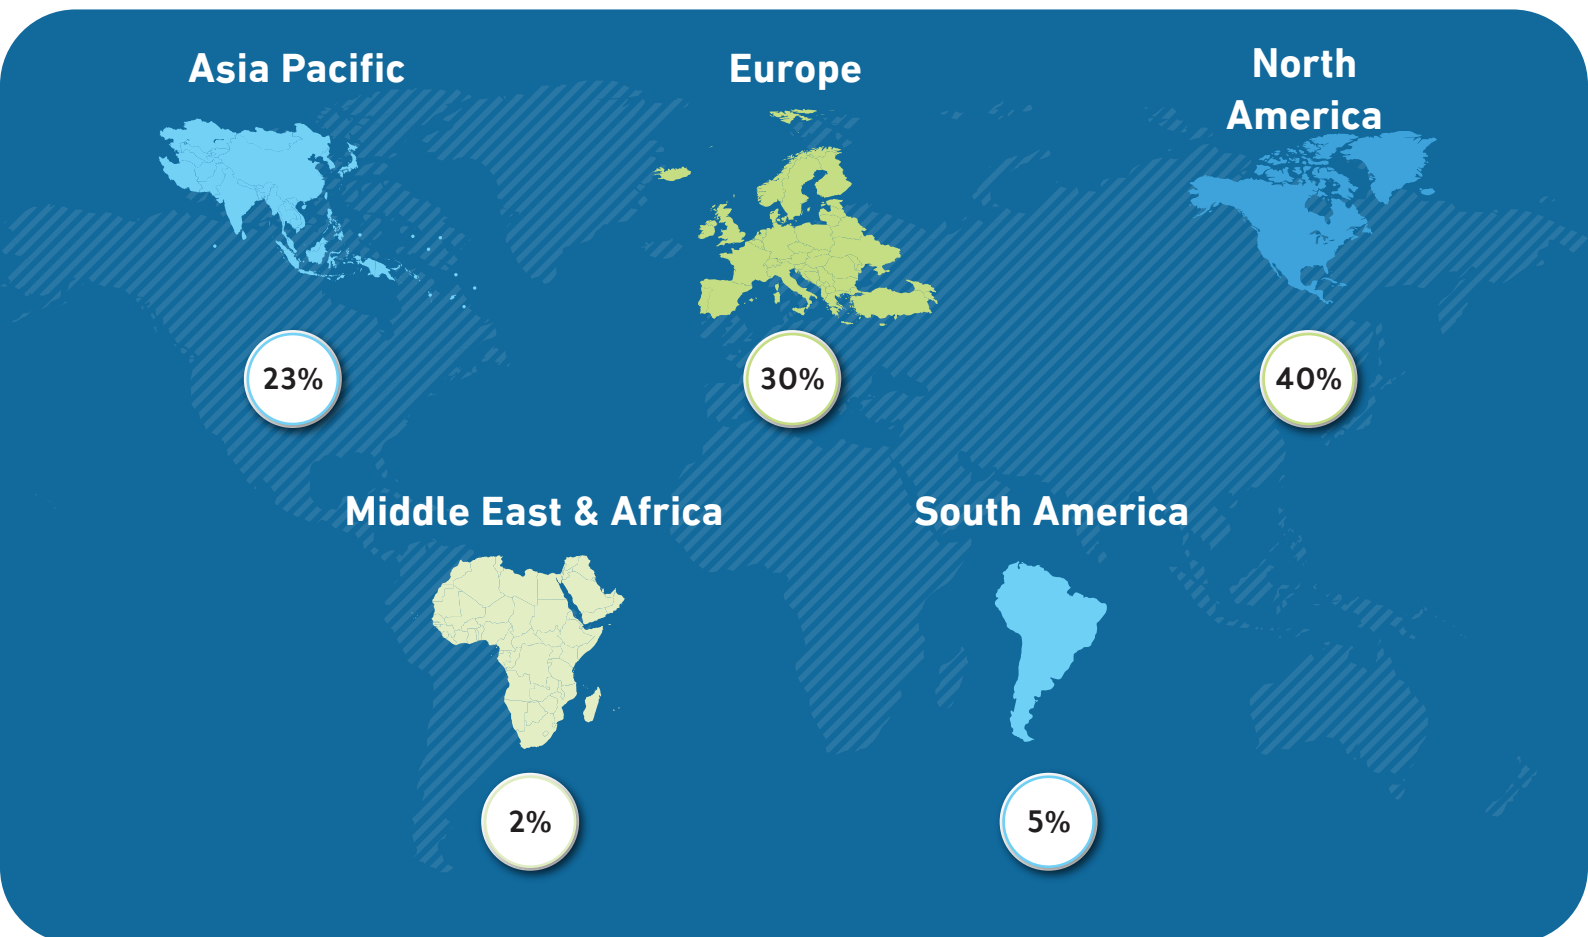 Asia Pacific
Europe
North
America
23%
30%
40%
Middle East & Africa
South America
2%
5%